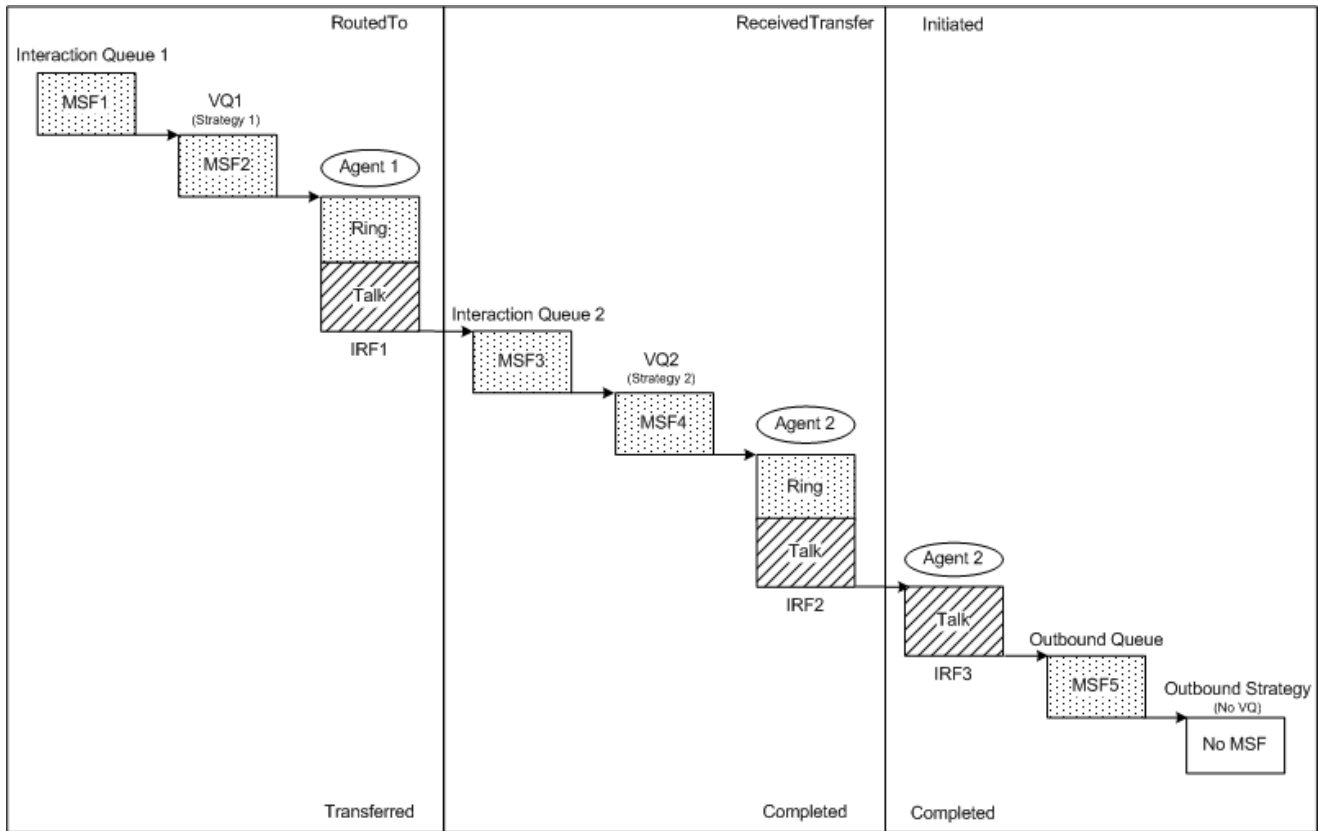 RoutedTo
ReceivedTransfer
Initiated
Interaction Queue 1
MSF1
VQ1
(Strategy 1)
MSF2
Agent 1
Ring
Talk
IRF1
Interaction Queue 2
MSF3
VQ2
(Strategy 2)
MSF4
Agent 2
Ring
Talk
IRF2
Agent 2
Talk
IRF3
Outbound Queue
MSF5
Outbound Strategy
(No VQ)
No MSF
Transferred
Completed
Completed